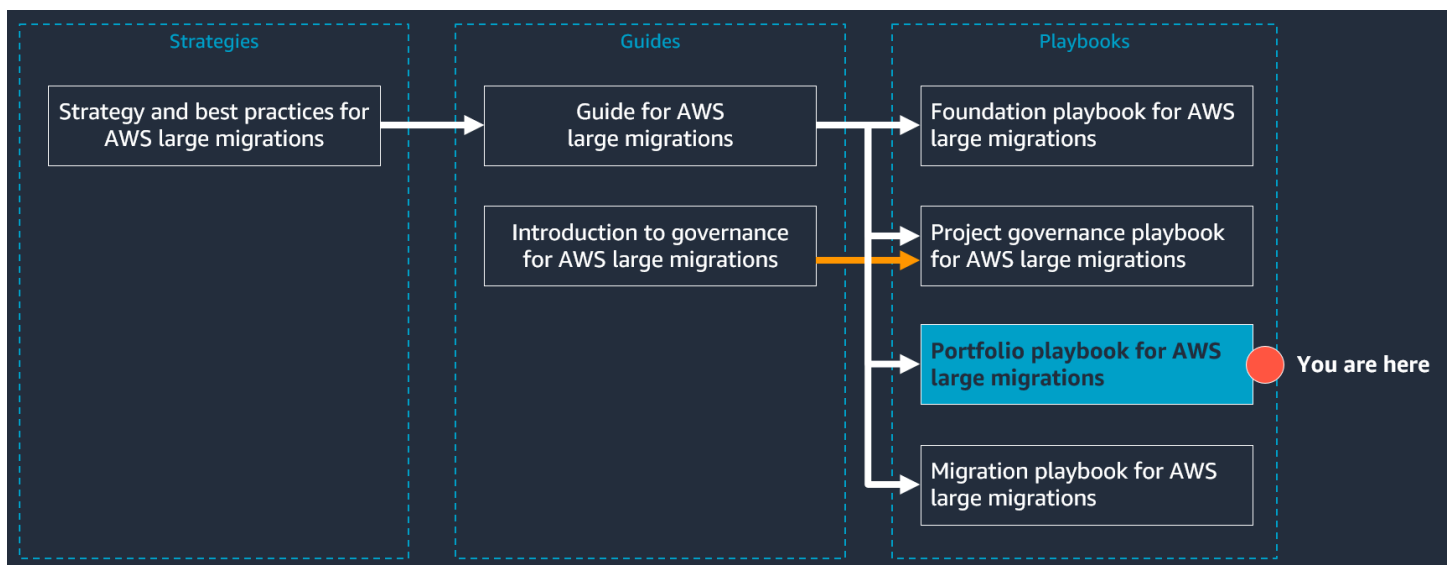 Strategies
Strategy and best practices for
AWS large migrations
Guides
Guide for AWS
large migrations
Introduction to governance
for AWS large migrations
Playbooks
Foundation playbook for AWS
large migrations
Project governance playbook
for AWS large migrations
Portfolio playbook for AWS
large migrations
You are here
Migration playbook for AWS
large migrations